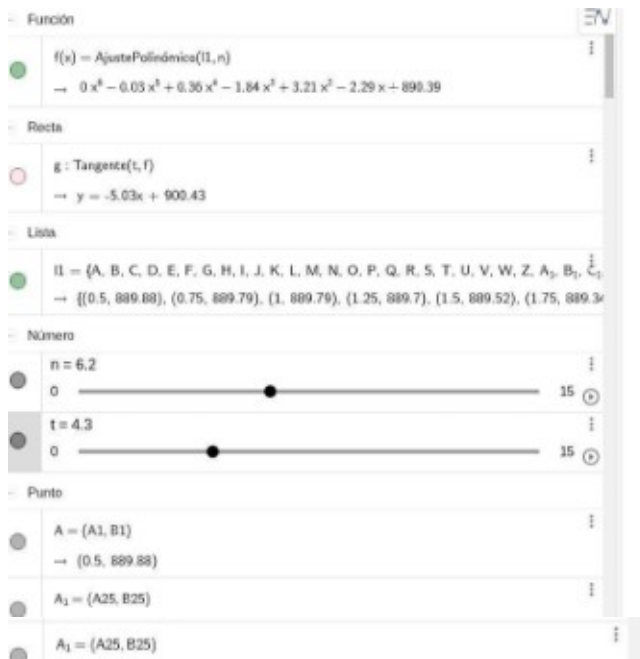 Función
f(x) = AjustePolinómico(l1, n)
→ 0 x⁶ − 0.03 x⁵ + 0.36 x⁴ − 1.84 x³ + 3.21 x² − 2.29 x + 890.39
Recta
g : Tangente(t, f)
→ y = -5.03x + 900.43
Lista
l1 = {A, B, C, D, E, F, G, H, I, J, K, L, M, N, O, P, Q, R, S, T, U, V, W, Z, A₁, B₁, C₁
→ {(0.5, 889.88), (0.75, 889.79), (1, 889.79), (1.25, 889.7), (1.5, 889.52), (1.75, 889.34
Número
n = 6.2
0 15
t = 4.3
0 15
Punto
A = (A1, B1)
→ (0.5, 889.88)
A₁ = (A25, B25)
A₁ = (A25, B25)